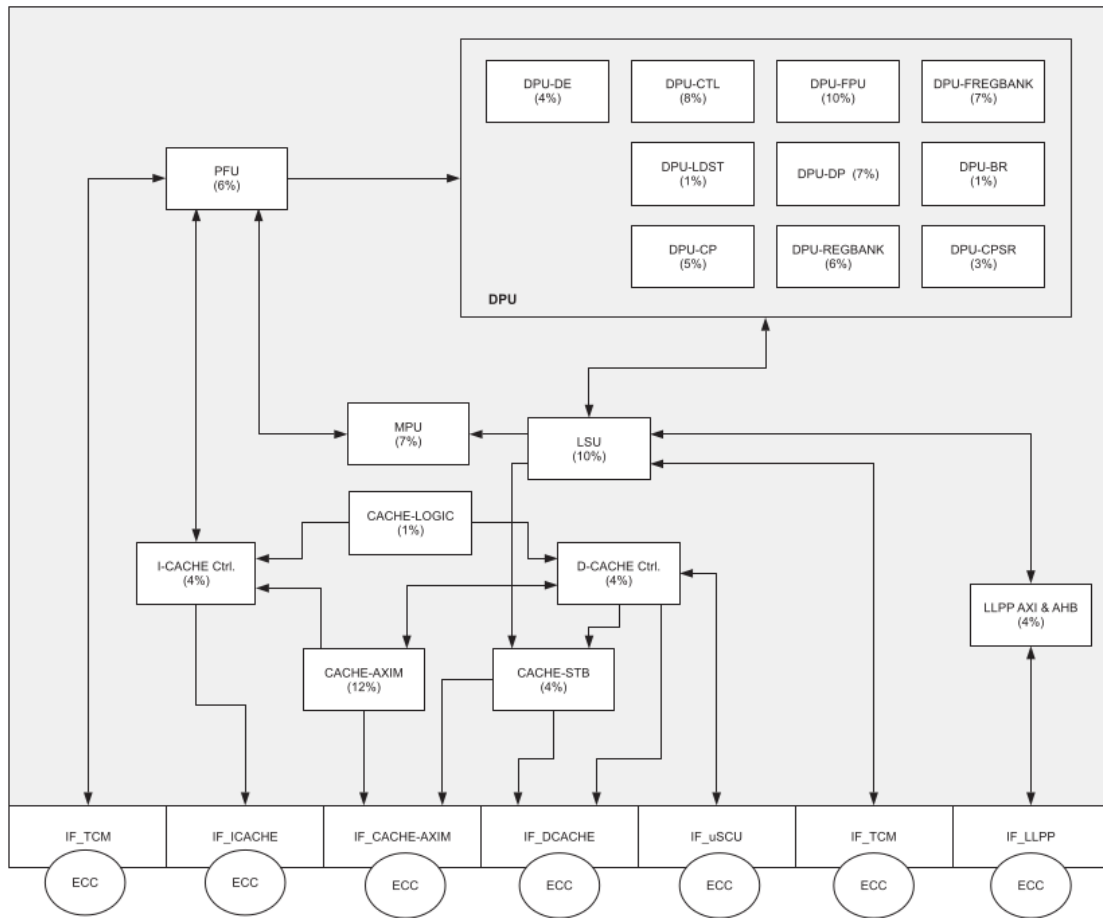 DPU-DE
(4%)
DPU-CTL
(8%)
DPU-FPU
(10%)
DPU-FREGBANK
(7%)
PFU
(6%)
DPU-LDST
(1%)
DPU-DP (7%)
DPU-BR
(1%)
DPU-CP
(5%)
DPU-REGBANK
(6%)
DPU-CPSR
(3%)
DPU
MPU
(7%)
LSU
(10%)
CACHE-LOGIC
(1%)
I-CACHE Ctrl.
(4%)
D-CACHE Ctrl.
(4%)
LLPP AXI & AHB
(4%)
CACHE-AXIM
(12%)
CACHE-STB
(4%)
IF_TCM
IF_ICACHE
IF_CACHE-AXIM
IF_DCACHE
IF_uSCU
IF_TCM
IF_LLPP
ECC
ECC
ECC
ECC
ECC
ECC
ECC